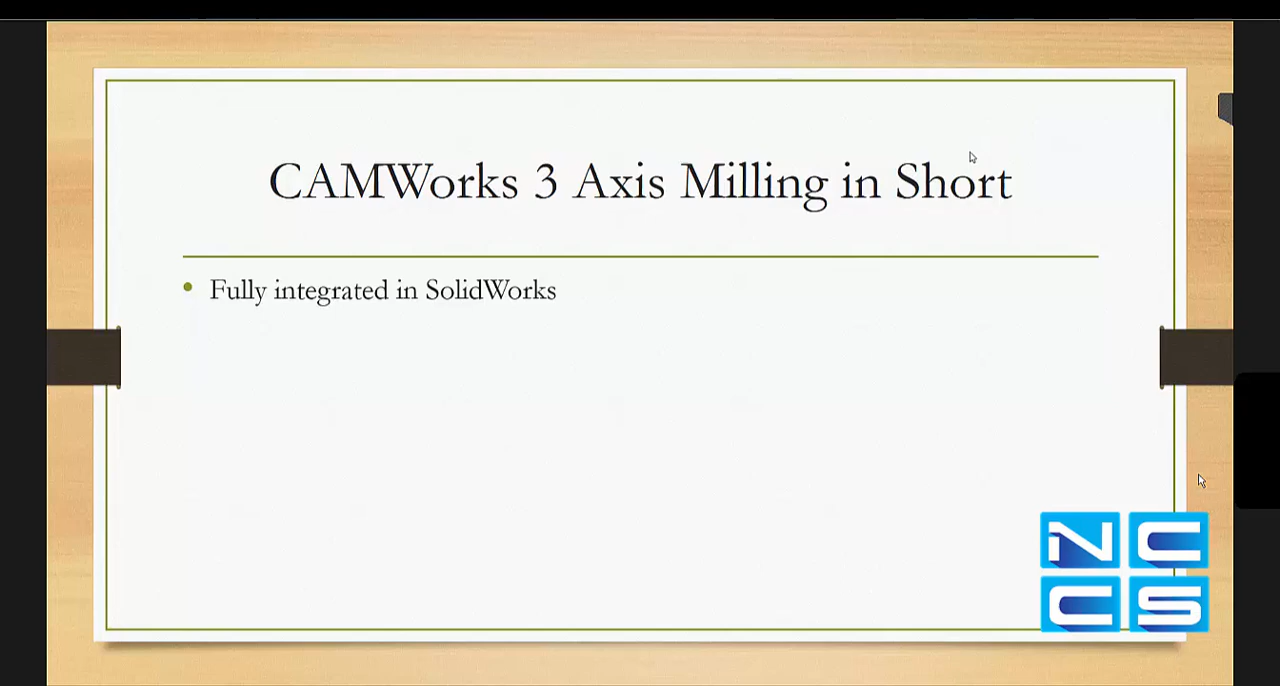 CAMWorks 3 Axis Milling in Short
• Fully integrated in SolidWorks
NC
CS